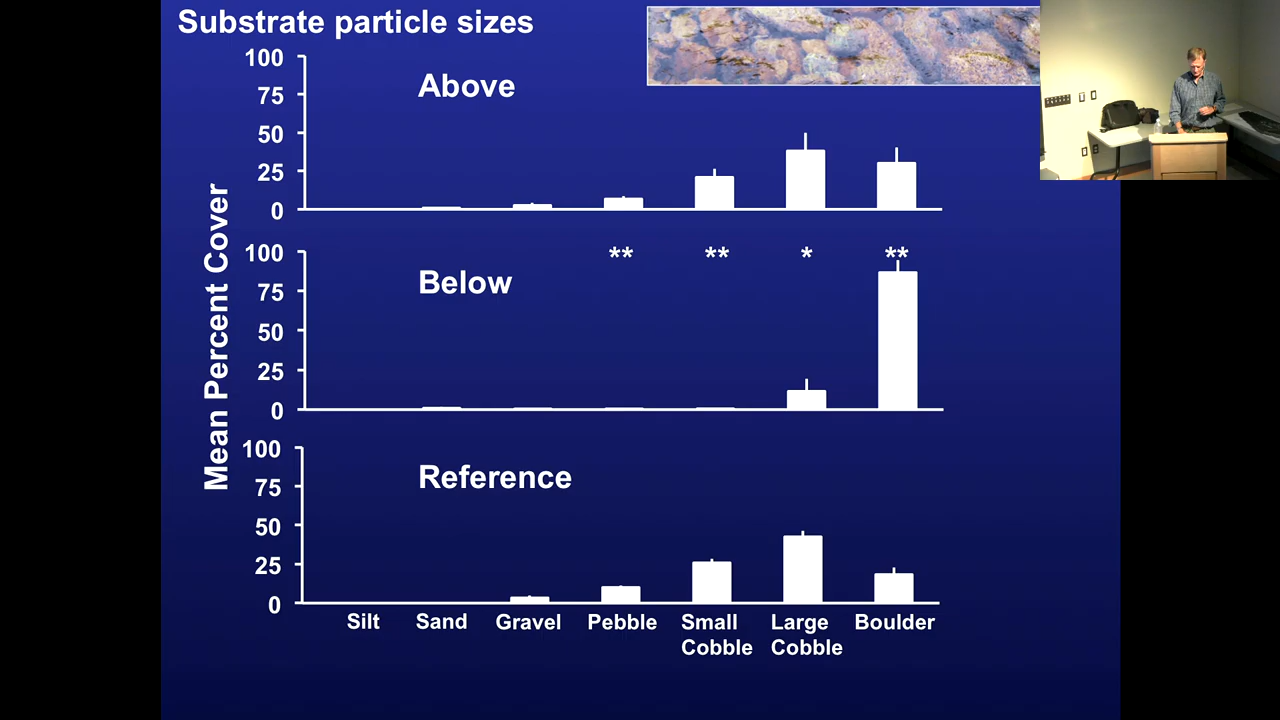 Substrate particle sizes
Mean Percent Cover
Above
100
75
50
25
0
** ** * **
Below
100
75
50
25
0
Reference
100
75
50
25
0
Silt Sand Gravel Pebble Small Large Boulder
Cobble Cobble